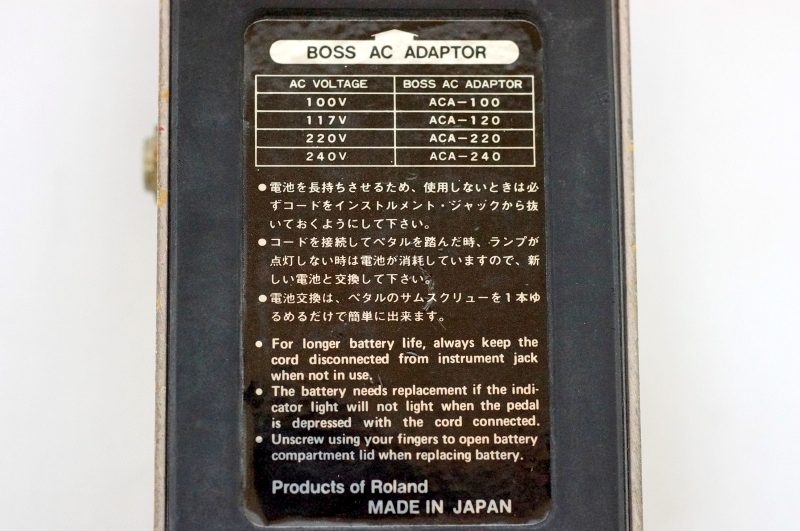 BOSS AC ADAPTOR
AC VOLTAGE BOSS AC ADAPTOR
100V ACA-100
117V ACA-120
220V ACA-220
240V ACA-240
●電池を長持ちさせるため、使用しないときは必
ずコードをインストルメント・ジャックから抜
いておくようにして下さい。
●コードを接続してペタルを踏んだ時、ランプが
点灯しない時は電池が消耗していますので、新
しい電池と交換して下さい。
●電池交換は、ペタルのサムスクリューを1本ゆ
るめるだけで簡単に出来ます。
● For longer battery life, always keep the
cord disconnected from instrument jack
when not in use.
● The battery needs replacement if the indi-
cator light will not light when the pedal
is depressed with the cord connected.
● Unscrew using your fingers to open battery
compartment lid when replacing battery.
Products of Roland
MADE IN JAPAN